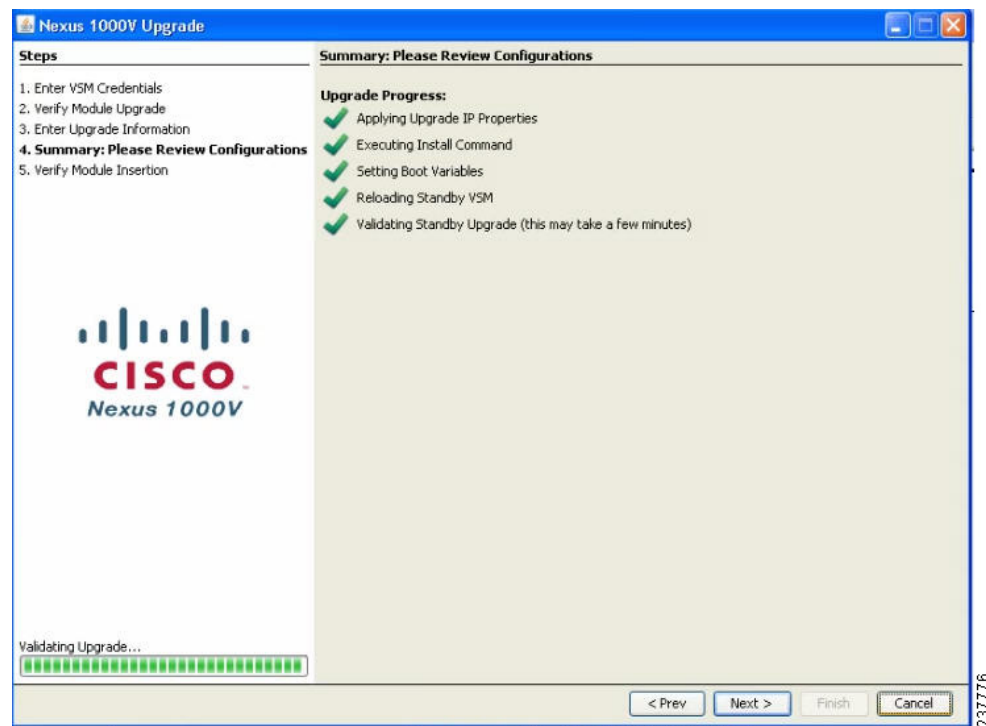 Nexus 1000V Upgrade
Steps
1. Enter VSM Credentials
2. Verify Module Upgrade
3. Enter Upgrade Information
4. Summary: Please Review Configurations
5. Verify Module Insertion
CISCO
Nexus 1000V
Validating Upgrade...
Summary: Please Review Configurations
Upgrade Progress:
Applying Upgrade IP Properties
Executing Install Command
Setting Boot Variables
Reloading Standby VSM
Validating Standby Upgrade (this may take a few minutes)
< Prev
Next >
Finish
Cancel
237776